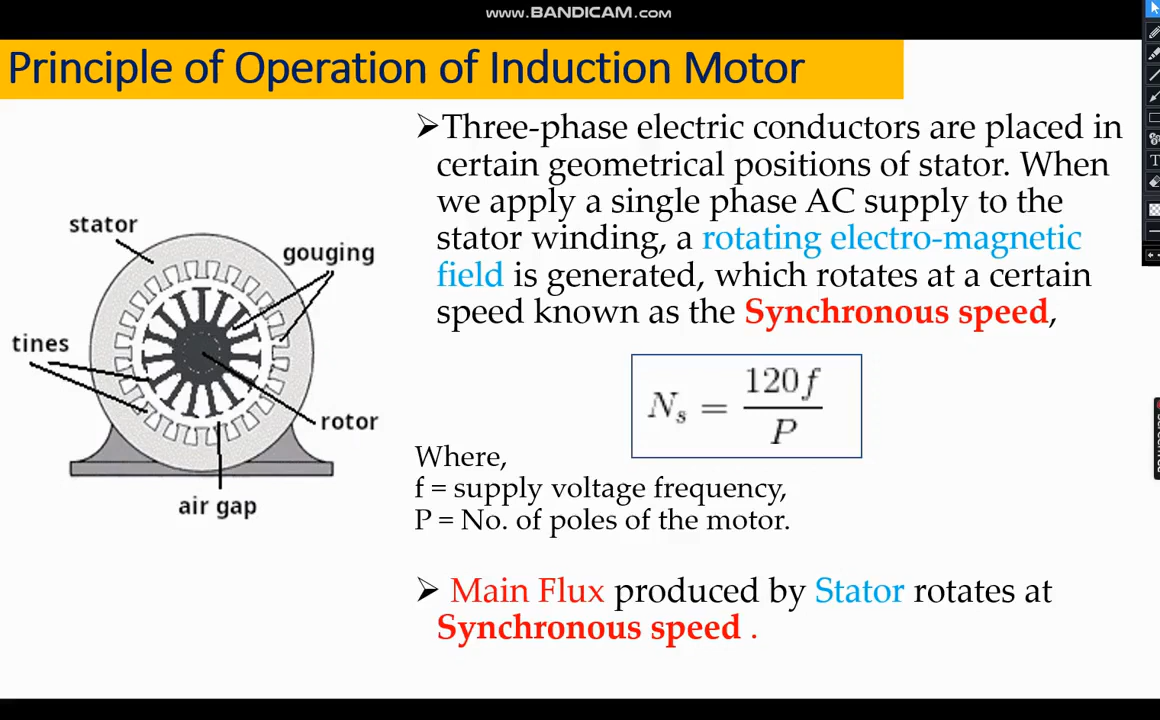 www.BANDICAM.com
Principle of Operation of Induction Motor
➢Three-phase electric conductors are placed in
certain geometrical positions of stator. When
we apply a single phase AC supply to the
stator winding, a rotating electro-magnetic
field is generated, which rotates at a certain
speed known as the Synchronous speed,
stator
gouging
tines
rotor
air gap
Nₛ = 120f / P
Where,
f = supply voltage frequency,
P = No. of poles of the motor.
➢ Main Flux produced by Stator rotates at
Synchronous speed .